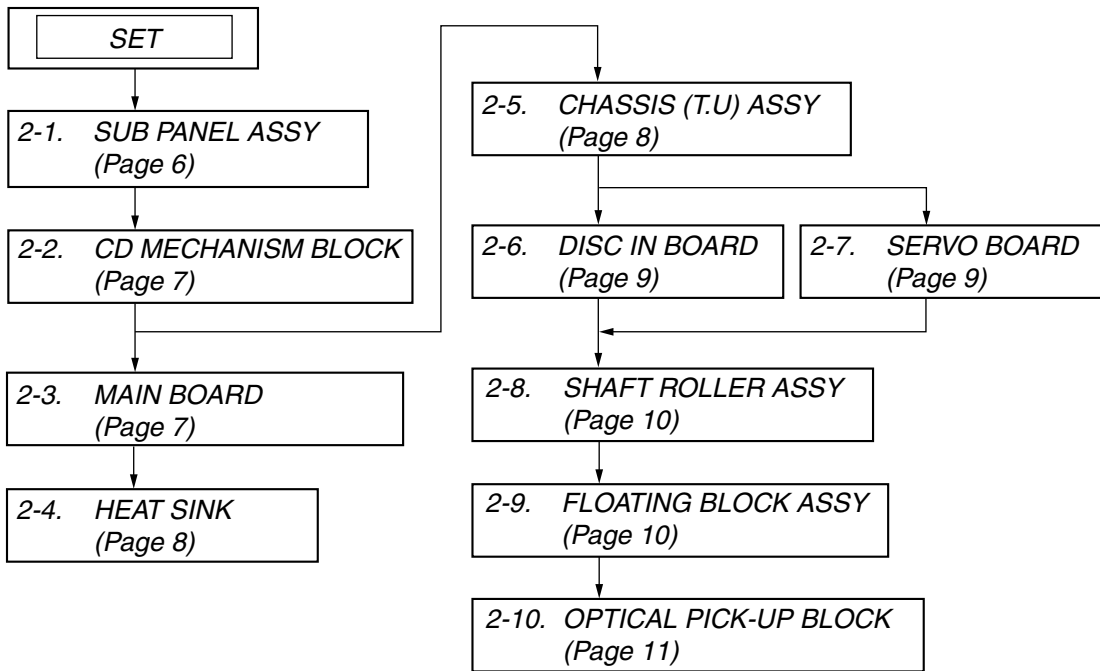 SET
2-1. SUB PANEL ASSY
(Page 6)
2-2. CD MECHANISM BLOCK
(Page 7)
2-3. MAIN BOARD
(Page 7)
2-4. HEAT SINK
(Page 8)
2-5. CHASSIS (T.U) ASSY
(Page 8)
2-6. DISC IN BOARD
(Page 9)
2-7. SERVO BOARD
(Page 9)
2-8. SHAFT ROLLER ASSY
(Page 10)
2-9. FLOATING BLOCK ASSY
(Page 10)
2-10. OPTICAL PICK-UP BLOCK
(Page 11)